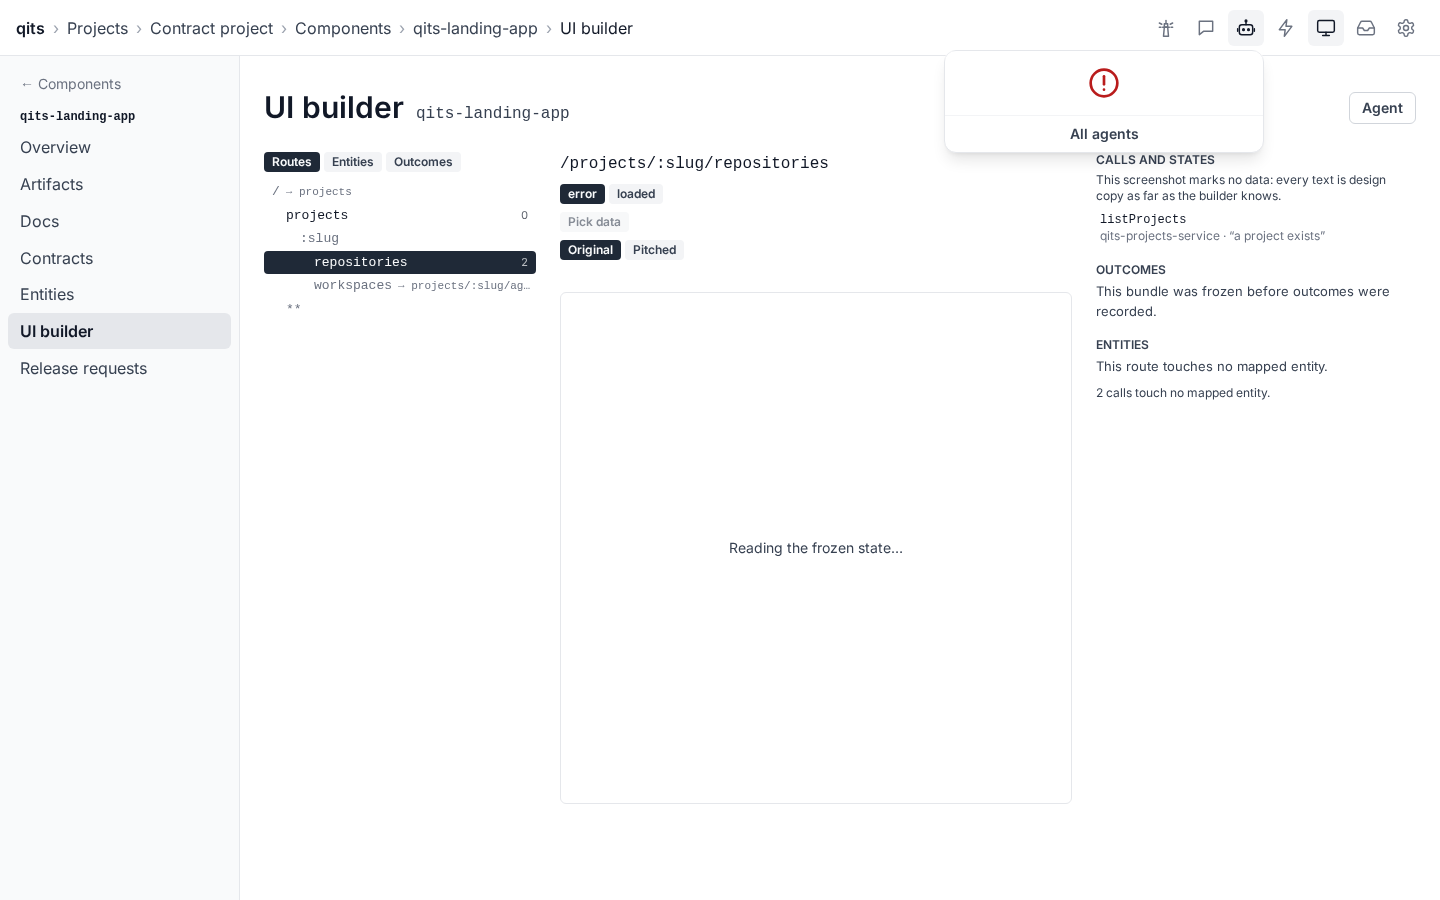 qits › Projects › Contract project › Components › qits-landing-app › UI builder
← Components
qits-landing-app
Overview
Artifacts
Docs
Contracts
Entities
UI builder
Release requests
UI builder qits-landing-app
Agent
All agents
Routes Entities Outcomes
/ → projects
projects 0
:slug
repositories 2
workspaces → projects/:slug/ag…
**
/projects/:slug/repositories
error loaded
Pick data
Original Pitched
Reading the frozen state…
CALLS AND STATES
This screenshot marks no data: every text is design
copy as far as the builder knows.
listProjects
qits-projects-service · “a project exists”
OUTCOMES
This bundle was frozen before outcomes were
recorded.
ENTITIES
This route touches no mapped entity.
2 calls touch no mapped entity.